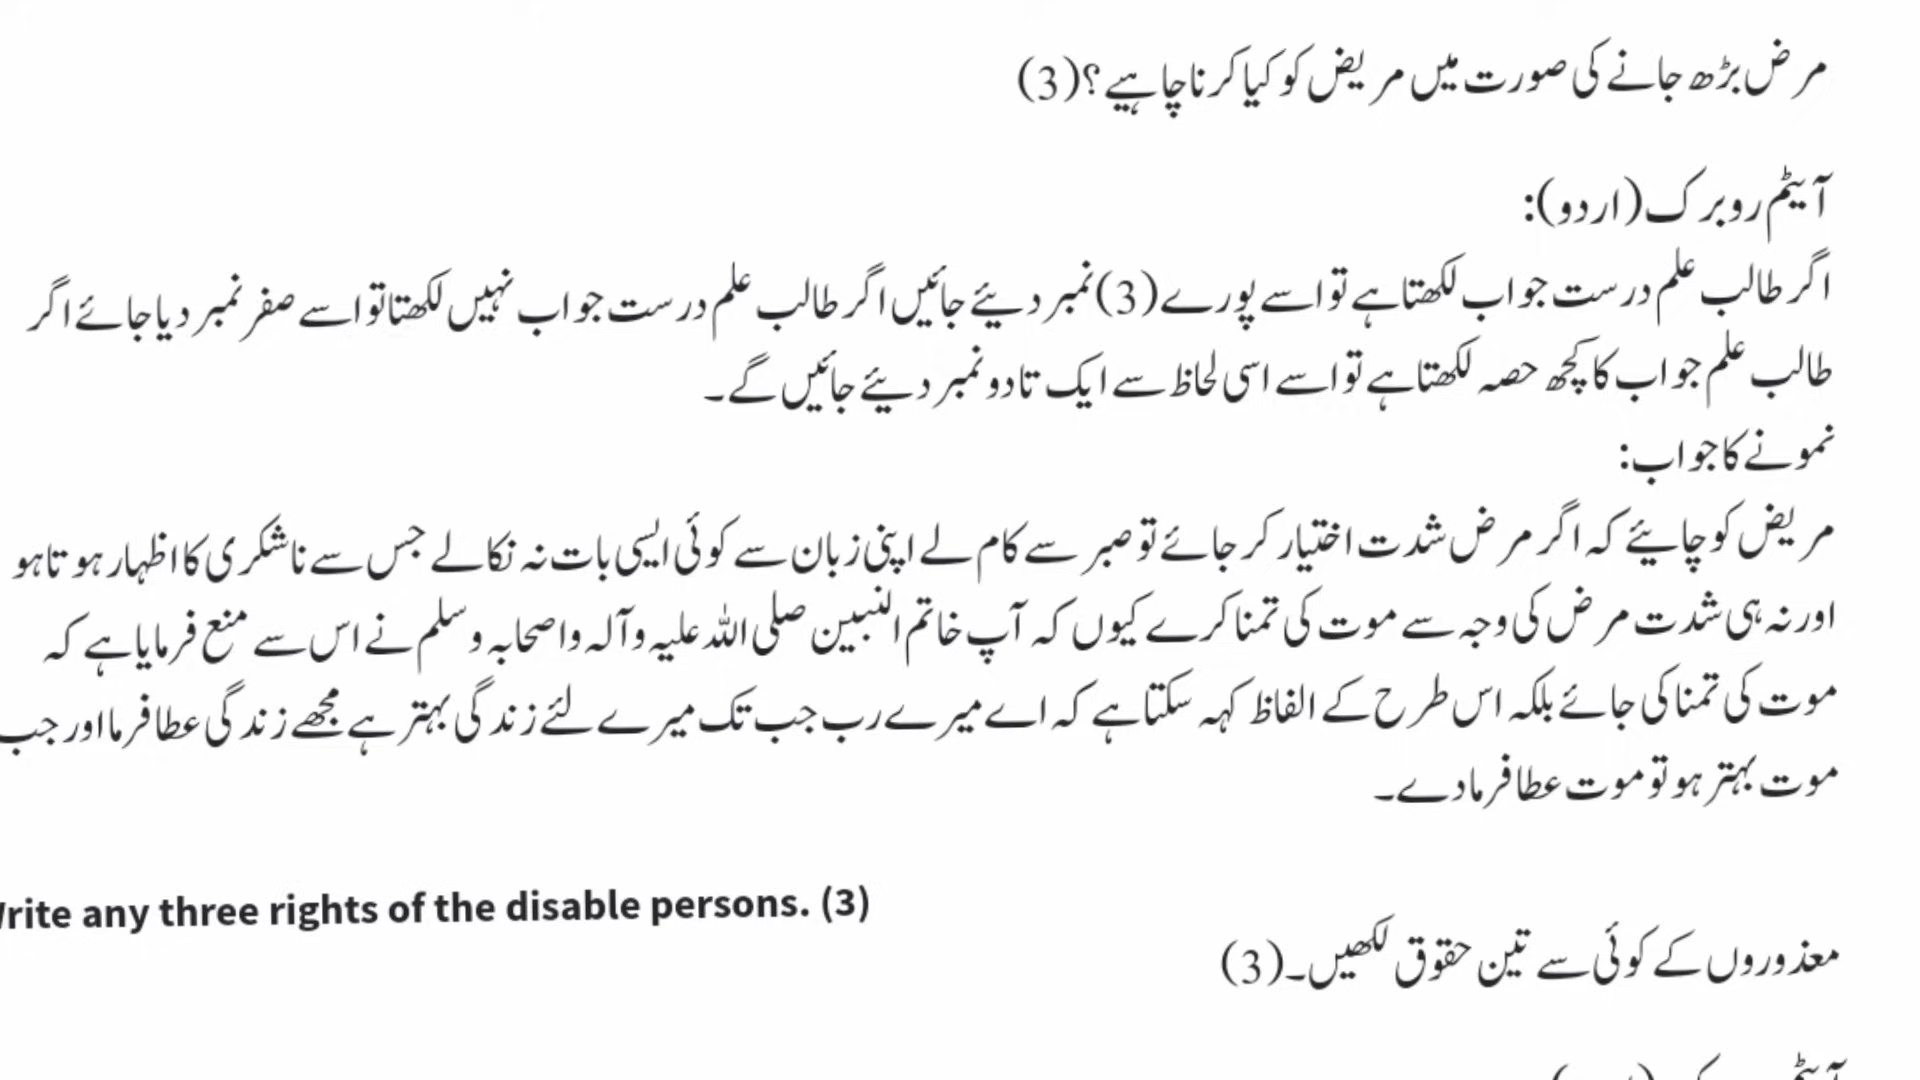 مرض بڑھ جانے کی صورت میں مریض کو کیا کرنا چاہیے؟(3)
آیٹم روبرک(اردو):
اگر طالب علم درست جواب لکھتا ہے تو اسے پورے(3)نمبر دیئے جائیں اگر طالب علم درست جواب نہیں لکھتا تو اسے صفر نمبر دیا جائے اگر
طالب علم جواب کا کچھ حصہ لکھتا ہے تو اسے اسی لحاظ سے ایک تا دو نمبر دیئے جائیں گے۔
نمونے کا جواب:
مریض کو چاہیئے کہ اگر مرض شدت اختیار کر جائے تو صبر سے کام لے اپنی زبان سے کوئی ایسی بات نہ نکالے جس سے ناشکری کا اظہار ہوتا ہو
اور نہ ہی شدت مرض کی وجہ سے موت کی تمنا کرے کیوں کہ آپ خاتم النبیین صلی اللہ علیہ وآلہ واصحابہ وسلم نے اس سے منع فرمایا ہے کہ
موت کی تمنا کی جائے بلکہ اس طرح کے الفاظ کہہ سکتا ہے کہ اے میرے رب جب تک میرے لئے زندگی بہتر ہے مجھے زندگی عطا فرما اور جب
موت بہتر ہو تو موت عطا فرما دے۔
Write any three rights of the disable persons. (3)
معذوروں کے کوئی سے تین حقوق لکھیں۔(3)